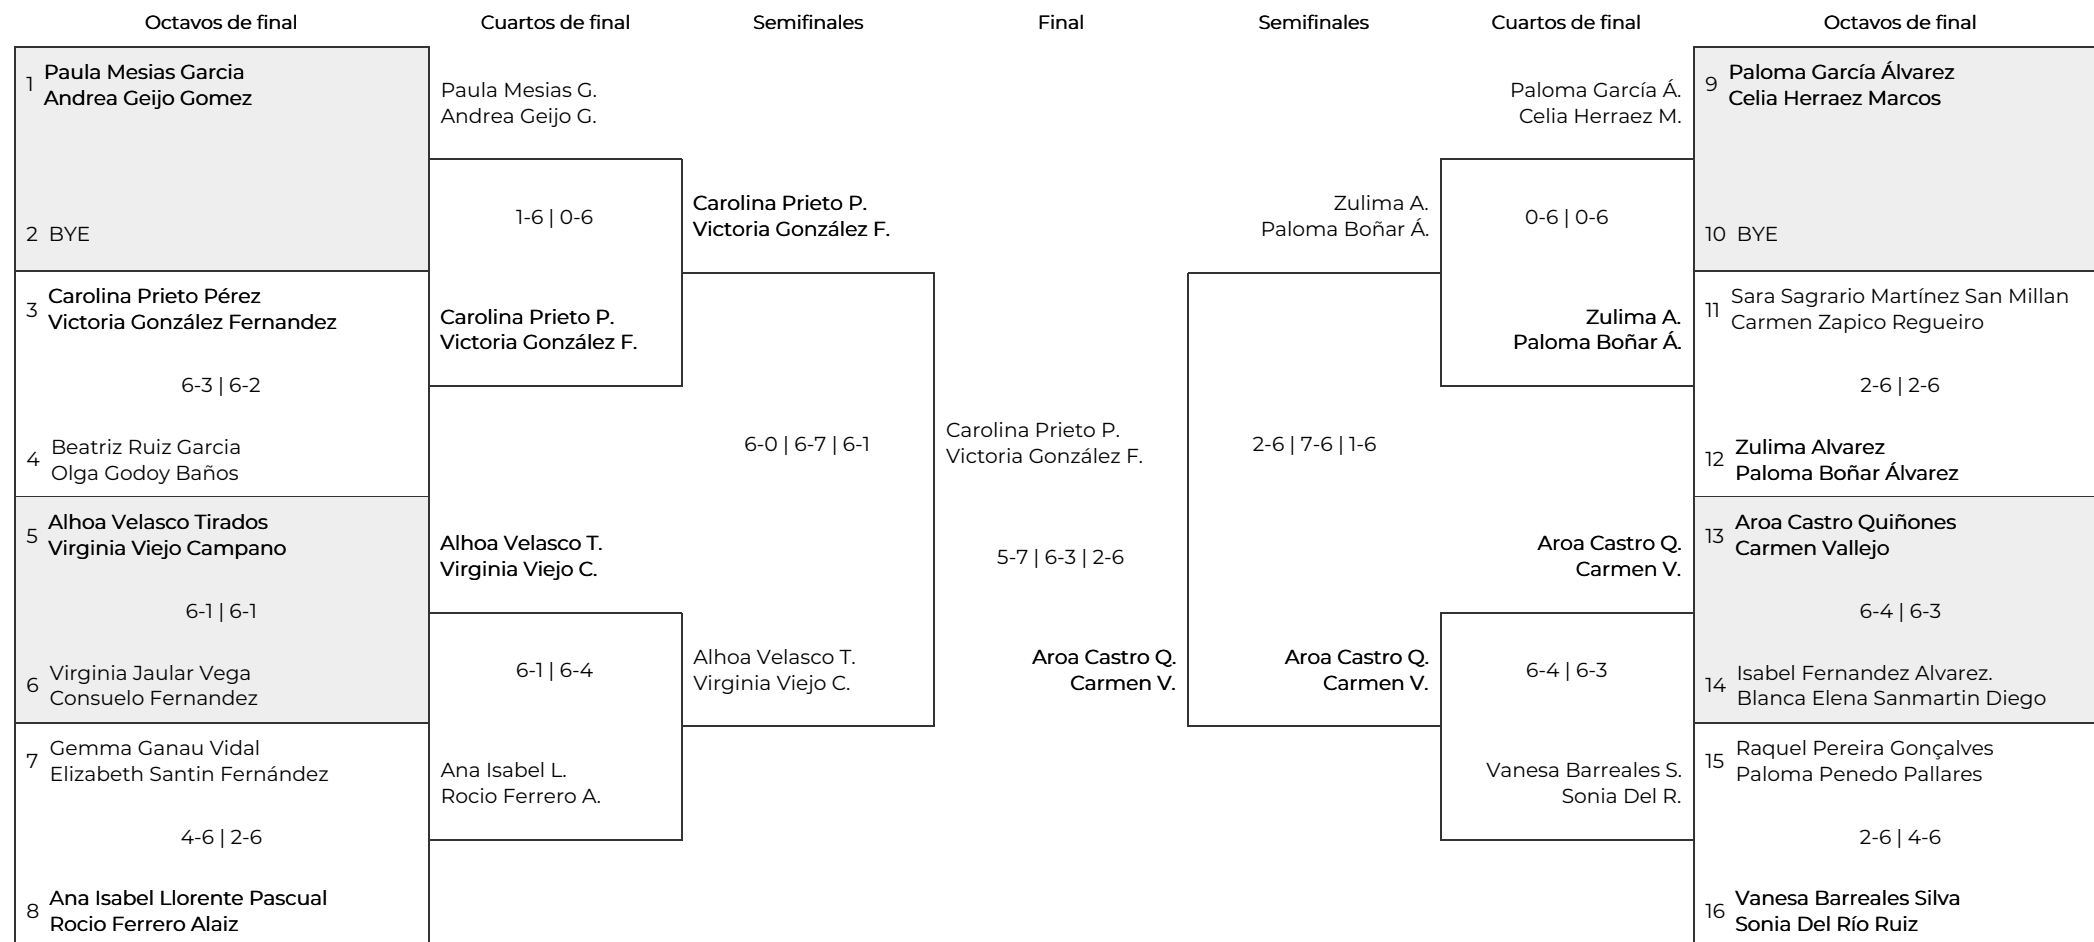 Octavos de final
Cuartos de final
Semifinales
Final
Semifinales
Cuartos de final
Octavos de final
1 Paula Mesias Garcia
Andrea Geijo Gomez
2 BYE
3 Carolina Prieto Pérez
Victoria González Fernandez
6-3 | 6-2
4 Beatriz Ruiz Garcia
Olga Godoy Baños
5 Alhoa Velasco Tirados
Virginia Viejo Campano
6-1 | 6-1
6 Virginia Jaular Vega
Consuelo Fernandez
7 Gemma Ganau Vidal
Elizabeth Santin Fernández
4-6 | 2-6
8 Ana Isabel Llorente Pascual
Rocio Ferrero Alaiz
Paula Mesias G.
Andrea Geijo G.
1-6 | 0-6
Carolina Prieto P.
Victoria González F.
Alhoa Velasco T.
Virginia Viejo C.
6-1 | 6-4
Ana Isabel L.
Rocio Ferrero A.
Carolina Prieto P.
Victoria González F.
6-0 | 6-7 | 6-1
Alhoa Velasco T.
Virginia Viejo C.
Carolina Prieto P.
Victoria González F.
5-7 | 6-3 | 2-6
Aroa Castro Q.
Carmen V.
Zulima A.
Paloma Boñar Á.
2-6 | 7-6 | 1-6
Aroa Castro Q.
Carmen V.
Paloma García Á.
Celia Herraez M.
0-6 | 0-6
Zulima A.
Paloma Boñar Á.
Aroa Castro Q.
Carmen V.
6-4 | 6-3
Vanesa Barreales S.
Sonia Del R.
9 Paloma García Álvarez
Celia Herraez Marcos
10 BYE
11 Sara Sagrario Martínez San Millan
Carmen Zapico Regueiro
2-6 | 2-6
12 Zulima Alvarez
Paloma Boñar Álvarez
13 Aroa Castro Quiñones
Carmen Vallejo
6-4 | 6-3
14 Isabel Fernandez Alvarez.
Blanca Elena Sanmartin Diego
15 Raquel Pereira Gonçalves
Paloma Penedo Pallares
2-6 | 4-6
16 Vanesa Barreales Silva
Sonia Del Río Ruiz